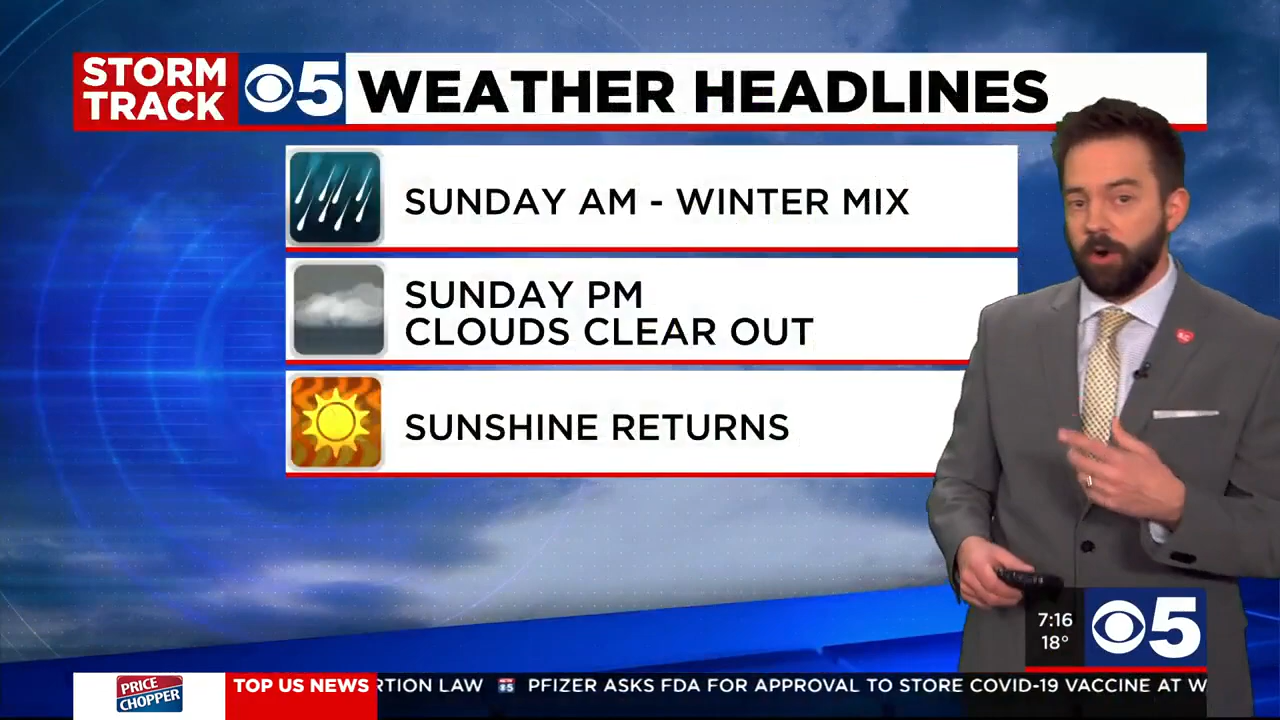 STORM
TRACK
5
WEATHER HEADLINES
SUNDAY AM - WINTER MIX
SUNDAY PM
CLOUDS CLEAR OUT
SUNSHINE RETURNS
7:16
18°
5
PRICE
CHOPPER
TOP US NEWS
RTION LAW 5 PFIZER ASKS FDA FOR APPROVAL TO STORE COVID-19 VACCINE AT W